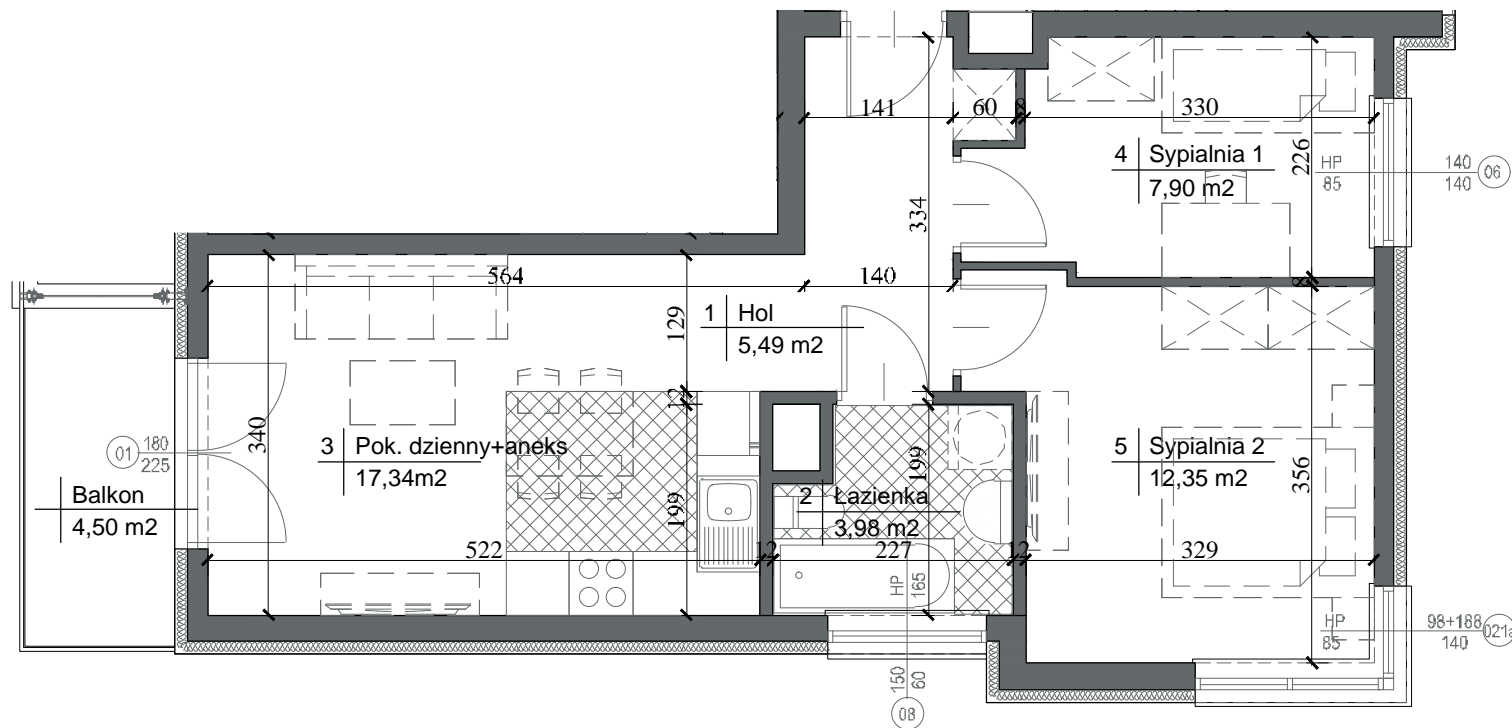 141
60
8
330
4 Sypialnia 1
7,90 m2
226
HP
85
140
140
06
334
564
140
129
1 Hol
5,49 m2
8
340
12
3 Pok. dzienny+aneks
17,34m2
01
180
225
Balkon
4,50 m2
199
199
2 Łazienka
3,98 m2
5 Sypialnia 2
12,35 m2
356
522
12
227
12
329
HP
165
HP
85
98+188
140
021a
150
60
08